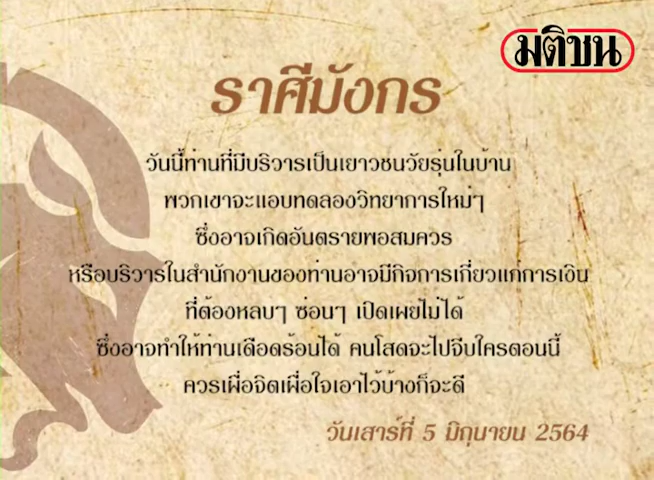 มติชน
ราศีมังกร
วันนี้ท่านที่มีบริวารเป็นเยาวชนวัยรุ่นในบ้าน
พวกเขาจะแอบทดลองวิทยาการใหม่ๆ
ซึ่งอาจเกิดอันตรายพอสมควร
หรือบริวารในสำนักงานของท่านอาจมีกิจการเกี่ยวแก่การเงิน
ที่ต้องหลบๆ ซ่อนๆ เปิดเผยไม่ได้
ซึ่งอาจทำให้ท่านเดือดร้อนได้ คนโสดจะไปจีบใครตอนนี้
ควรเผื่อจิตเผื่อใจเอาไว้บ้างก็จะดี
วันเสาร์ที่ 5 มิถุนายน 2564